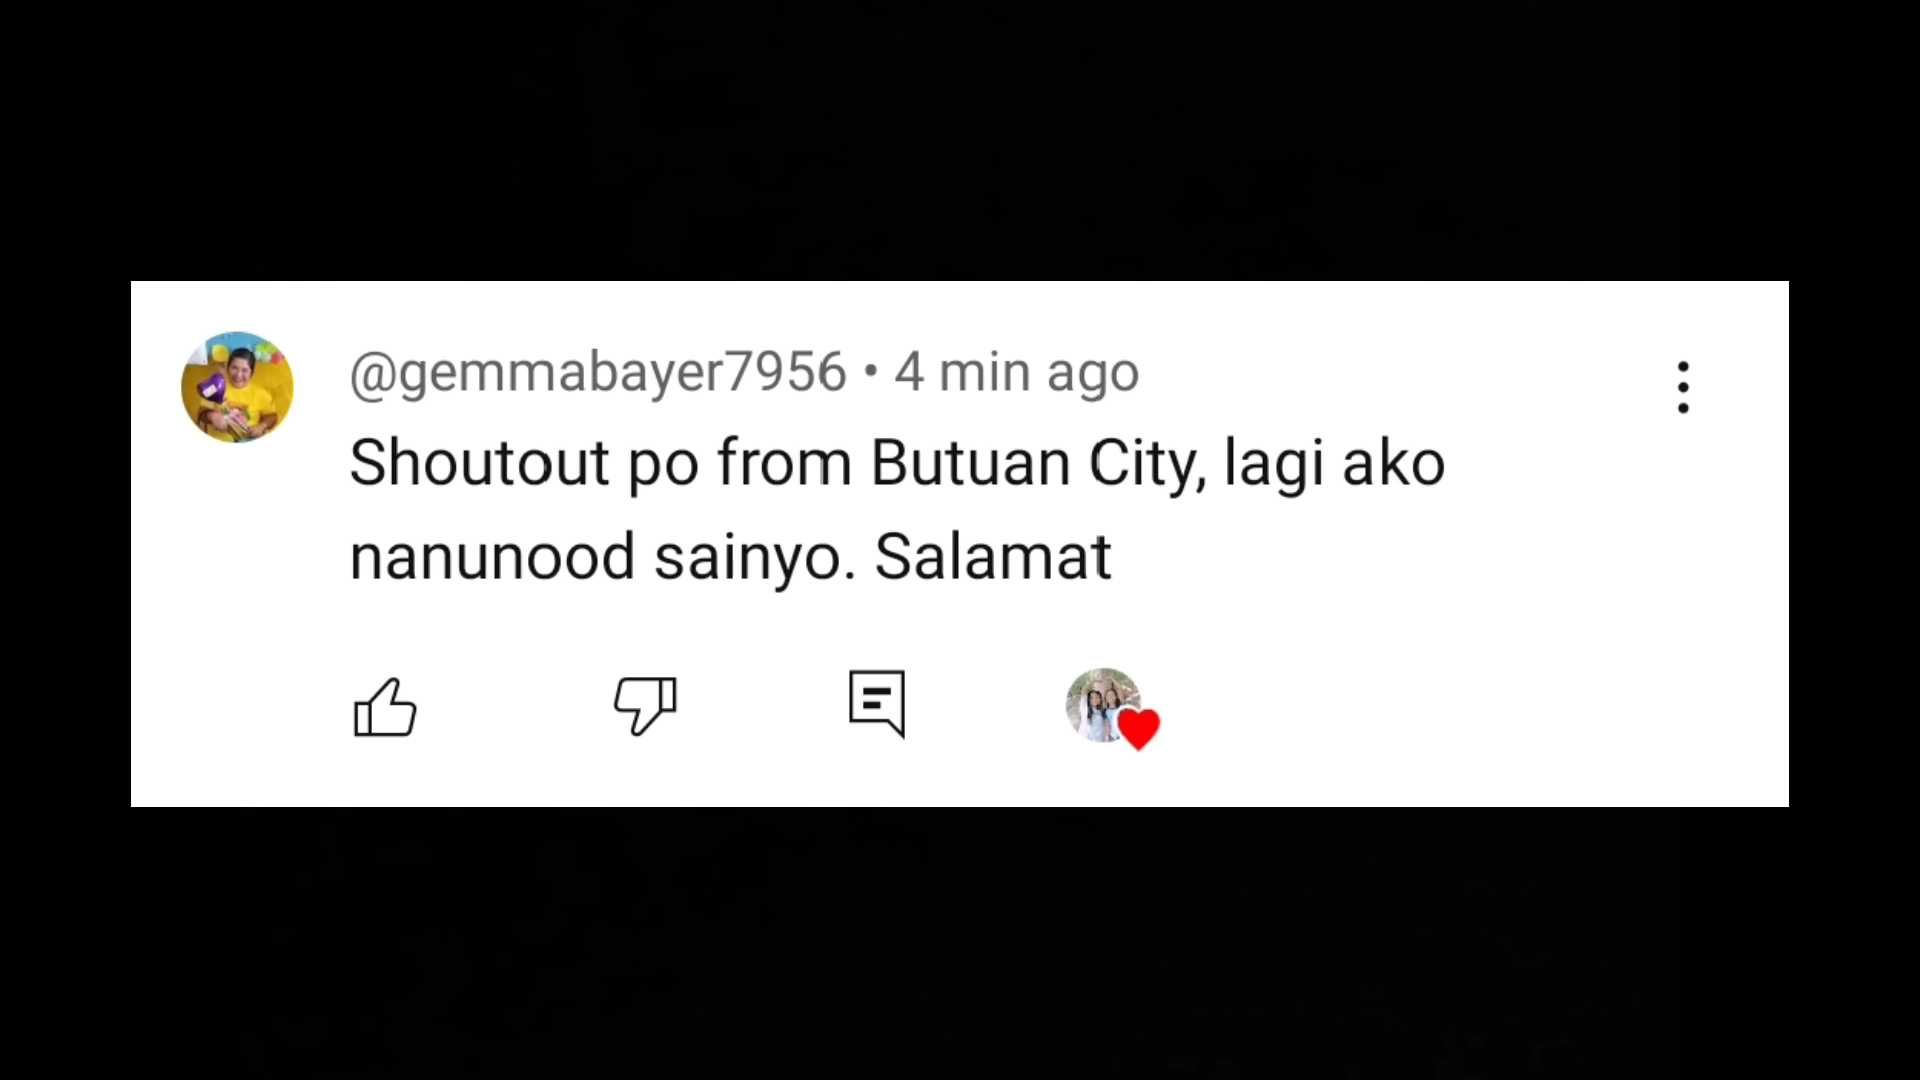 @gemmabayer7956 • 4 min ago
Shoutout po from Butuan City, lagi ako
nanunood sainyo. Salamat